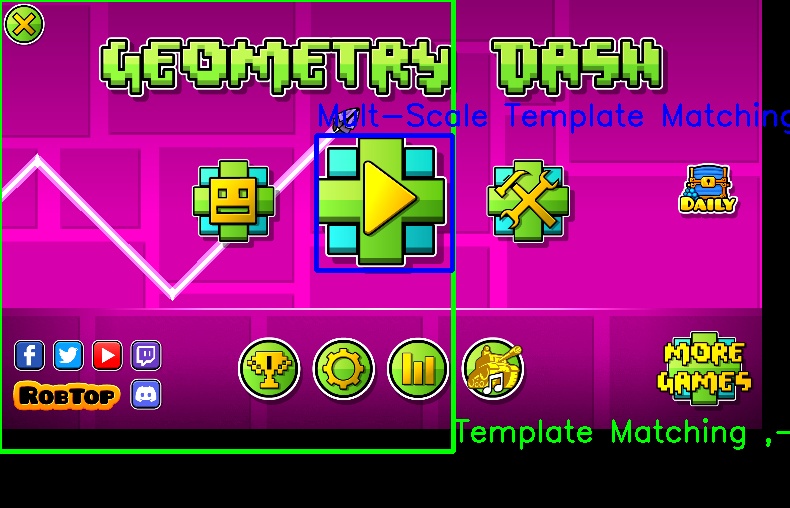 GEOMETRY DASH
Mult-Scale Template Matching
DAILY
MORE
GAMES
ROBTOP
Template Matching ,-